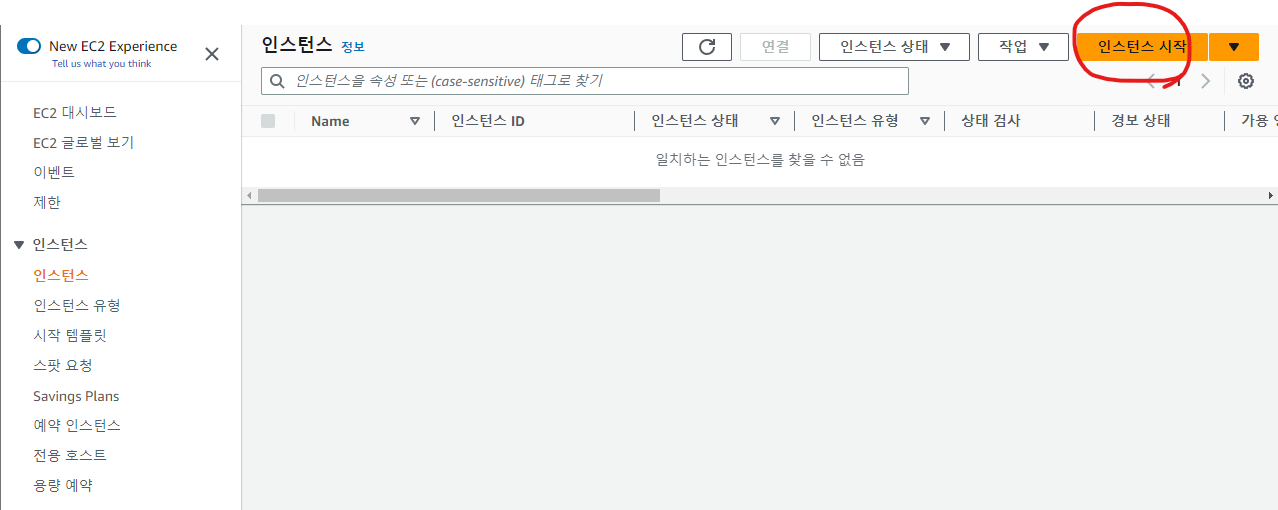 New EC2 Experience
Tell us what you think
EC2 대시보드
EC2 글로벌 보기
이벤트
제한
인스턴스
인스턴스
인스턴스 유형
시작 템플릿
스팟 요청
Savings Plans
예약 인스턴스
전용 호스트
용량 예약
인스턴스 정보
연결
인스턴스 상태
작업
인스턴스 시작
인스턴스을 속성 또는 (case-sensitive) 태그로 찾기
1
Name 인스턴스 ID 인스턴스 상태 인스턴스 유형 상태 검사 경보 상태 가용
일치하는 인스턴스를 찾을 수 없음